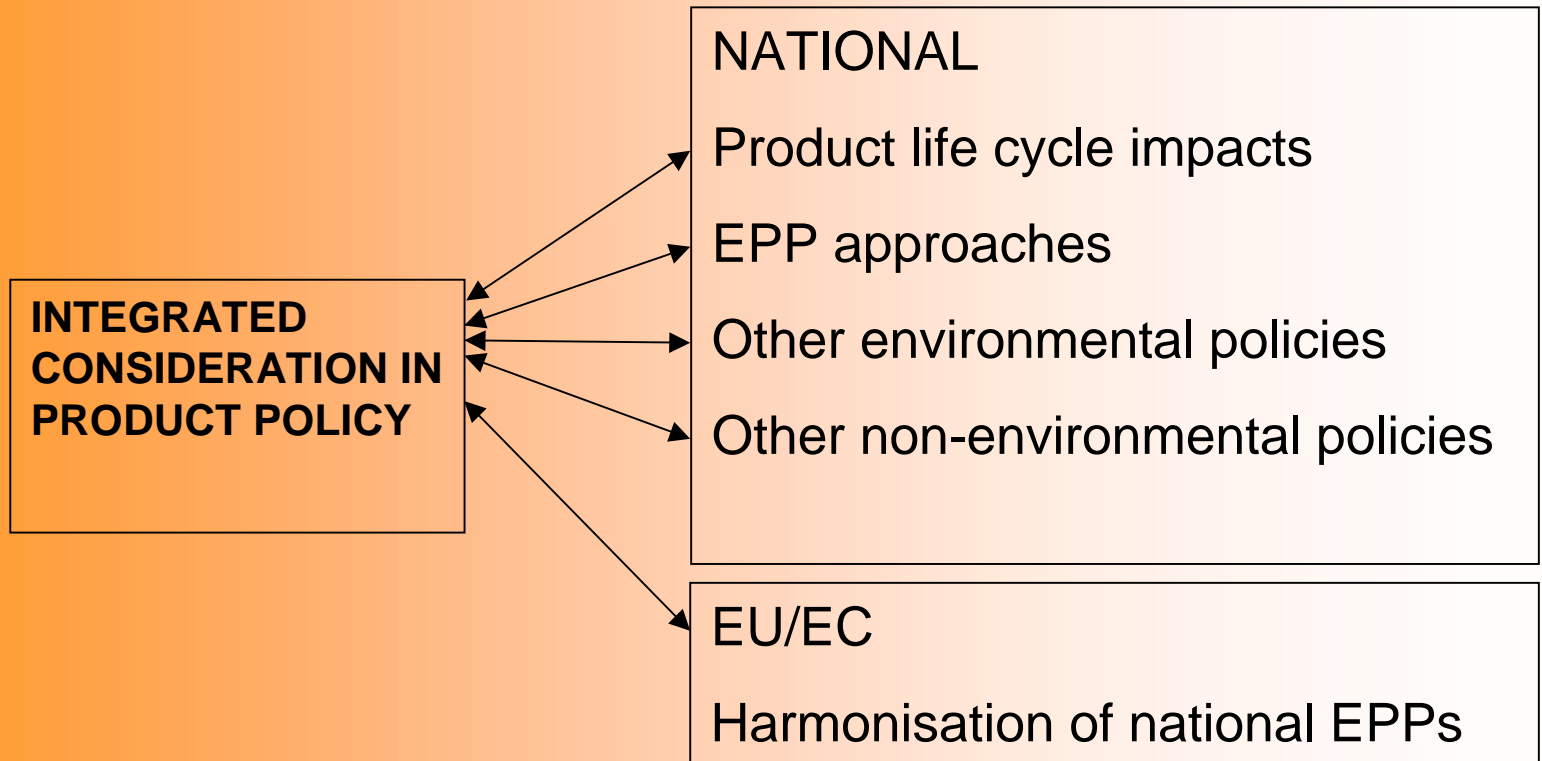 INTEGRATED
CONSIDERATION IN
PRODUCT POLICY
NATIONAL
Product life cycle impacts
EPP approaches
Other environmental policies
Other non-environmental policies
EU/EC
Harmonisation of national EPPs